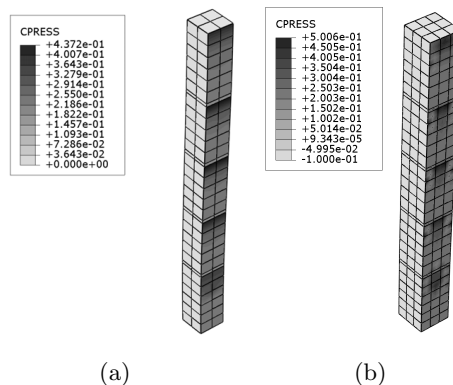 CPRESS
+4.372e-01
+4.007e-01
+3.643e-01
+3.279e-01
+2.914e-01
+2.550e-01
+2.186e-01
+1.822e-01
+1.457e-01
+1.093e-01
+7.286e-02
+3.643e-02
+0.000e+00
CPRESS
+5.006e-01
+4.505e-01
+4.005e-01
+3.504e-01
+3.004e-01
+2.503e-01
+2.003e-01
+1.502e-01
+1.002e-01
+5.014e-02
+9.343e-05
-4.995e-02
-1.000e-01
(a)
(b)